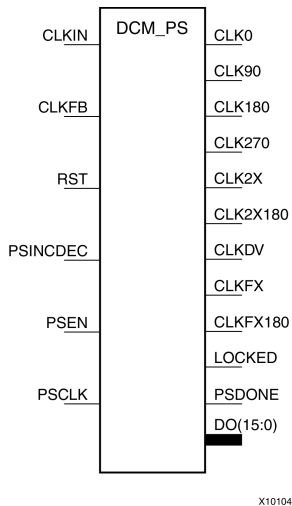 DCM_PS
CLKIN
CLKFB
RST
PSINCDEC
PSEN
PSCLK
CLK0
CLK90
CLK180
CLK270
CLK2X
CLK2X180
CLKDV
CLKFX
CLKFX180
LOCKED
PSDONE
DO(15:0)
X10104